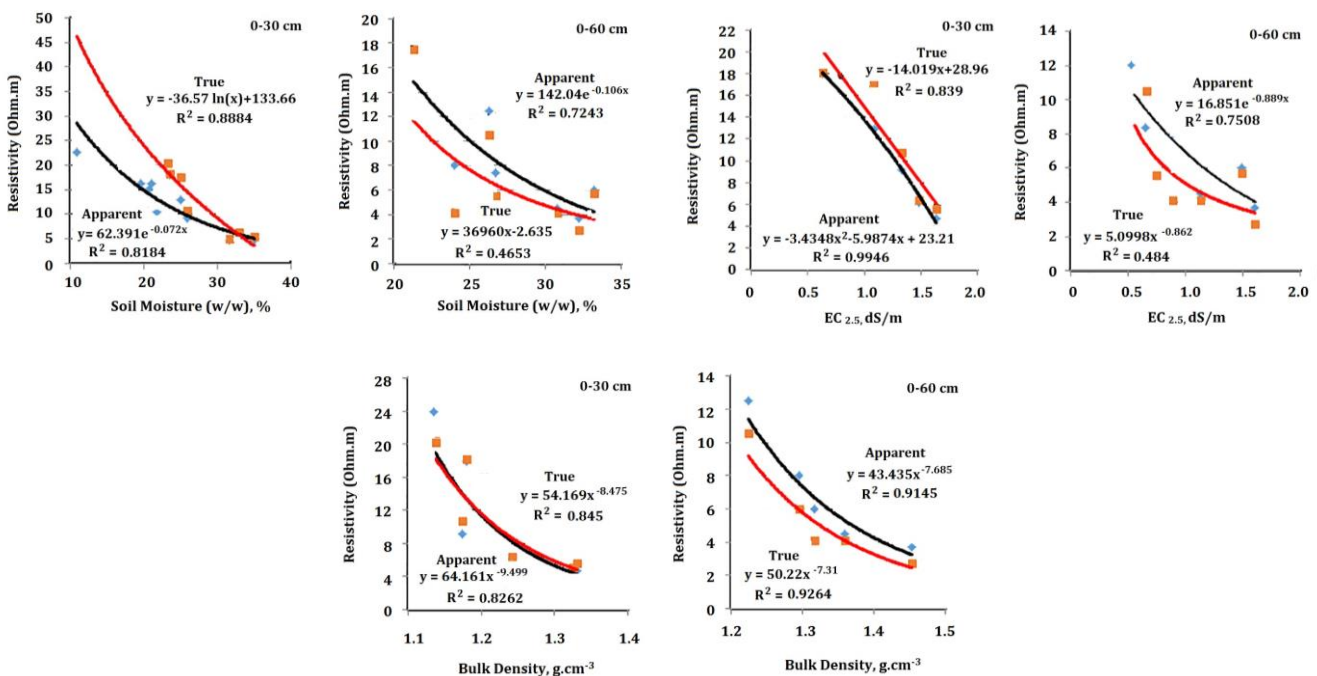 0-30 cm
50
45
40
35
30
25
20
15
10
5
0
Resistivity (Ohm.m)
True
y = -36.57 ln(x)+133.66
R² = 0.8884
Apparent
y = 62.391e⁻⁰·⁰⁷²ˣ
R² = 0.8184
10 20 30 40
Soil Moisture (w/w), %
0-60 cm
20
18
16
14
12
10
8
6
4
2
0
Resistivity (Ohm.m)
Apparent
y = 142.04e ⁻⁰·¹⁰⁶ˣ
R² = 0.7243
True
y = 36960x-2.635
R² = 0.4653
20 25 30 35
Soil Moisture (w/w), %
0-30 cm
22
20
18
16
14
12
10
8
6
4
2
0
Resistivity (Ohm.m)
True
y = -14.019x+28.96
R² = 0.839
Apparent
y = -3.4348x²-5.9874x + 23.21
R² = 0.9946
0 0.5 1.0 1.5 2.0
EC 2.5, dS/m
0-60 cm
14
12
10
8
6
4
2
0
Resistivity (Ohm.m)
Apparent
y = 16.851e ⁻⁰·⁸⁸⁹ˣ
R² = 0.7508
True
y = 5.0998x ⁻⁰·⁸⁶²
R² = 0.484
0 0.5 1.0 1.5 2.0
EC 2.5, dS/m
0-30 cm
28
24
20
16
12
8
4
0
Resistivity (Ohm.m)
True
y = 54.169x⁻⁸·⁴⁷⁵
R² = 0.845
Apparent
y = 64.161x⁻⁹·⁴⁹⁹
R² = 0.8262
1.1 1.2 1.3 1.4
Bulk Density, g.cm⁻³
0-60 cm
14
12
10
8
6
4
2
0
Resistivity (Ohm.m)
Apparent
y = 43.435x⁻⁷·⁶⁸⁵
R² = 0.9145
True
y = 50.22x ⁻⁷·³¹
R² = 0.9264
1.2 1.3 1.4 1.5
Bulk Density, g.cm⁻³